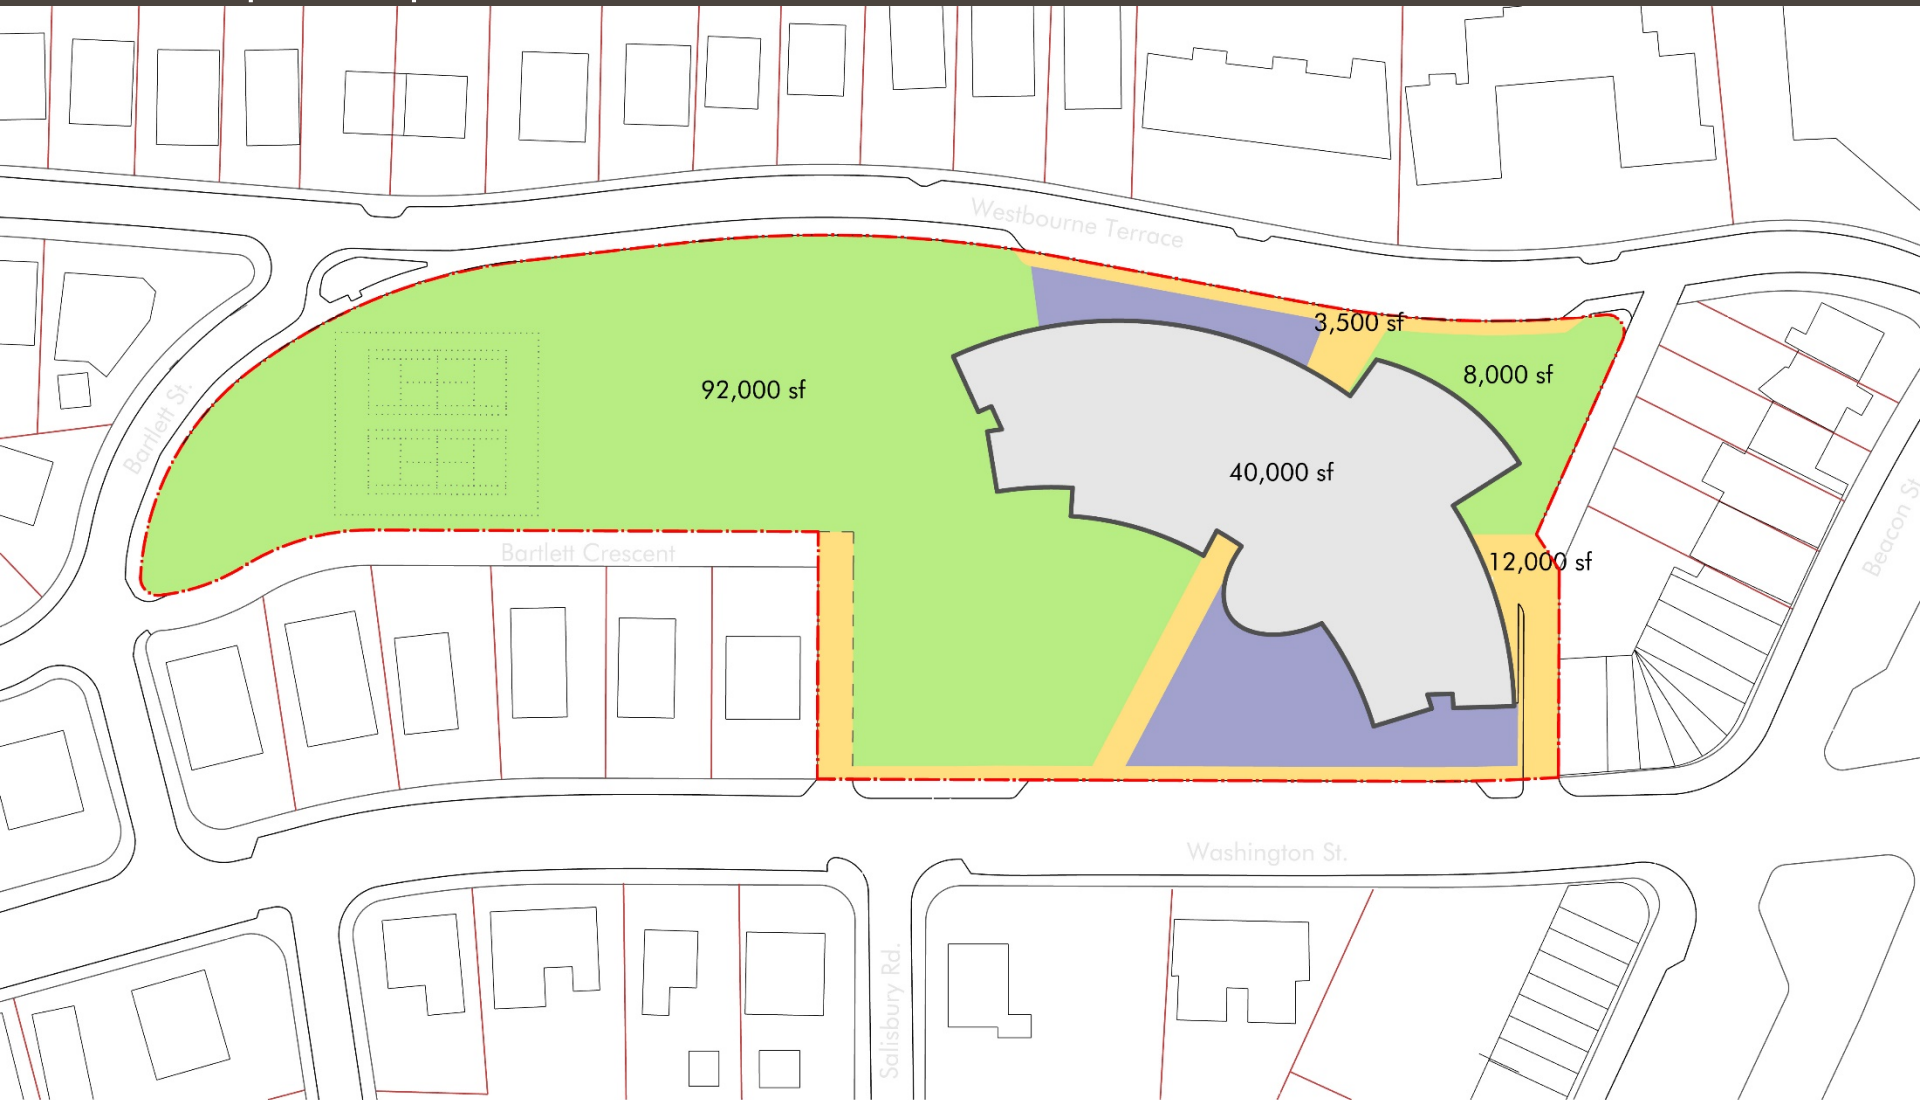 Westbourne Terrace
3,500 sf
8,000 sf
92,000 sf
Bartlett St.
40,000 sf
Beacon St
Bartlett Crescent
12,000 sf
Washington St.
Salisbury Rd.